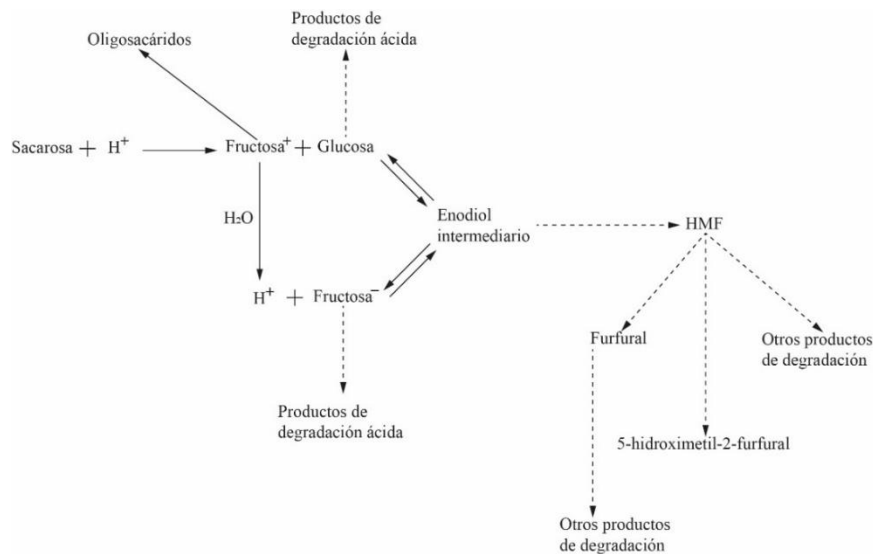 Productos de
degradación ácida
Oligosacáridos
Sacarosa + H⁺
Fructosa⁺ + Glucosa
H₂O
Enodiol
intermediario
HMF
H⁺ + Fructosa⁻
Furfural
Otros productos
de degradación
Productos de
degradación ácida
5-hidroximetil-2-furfural
Otros productos
de degradación